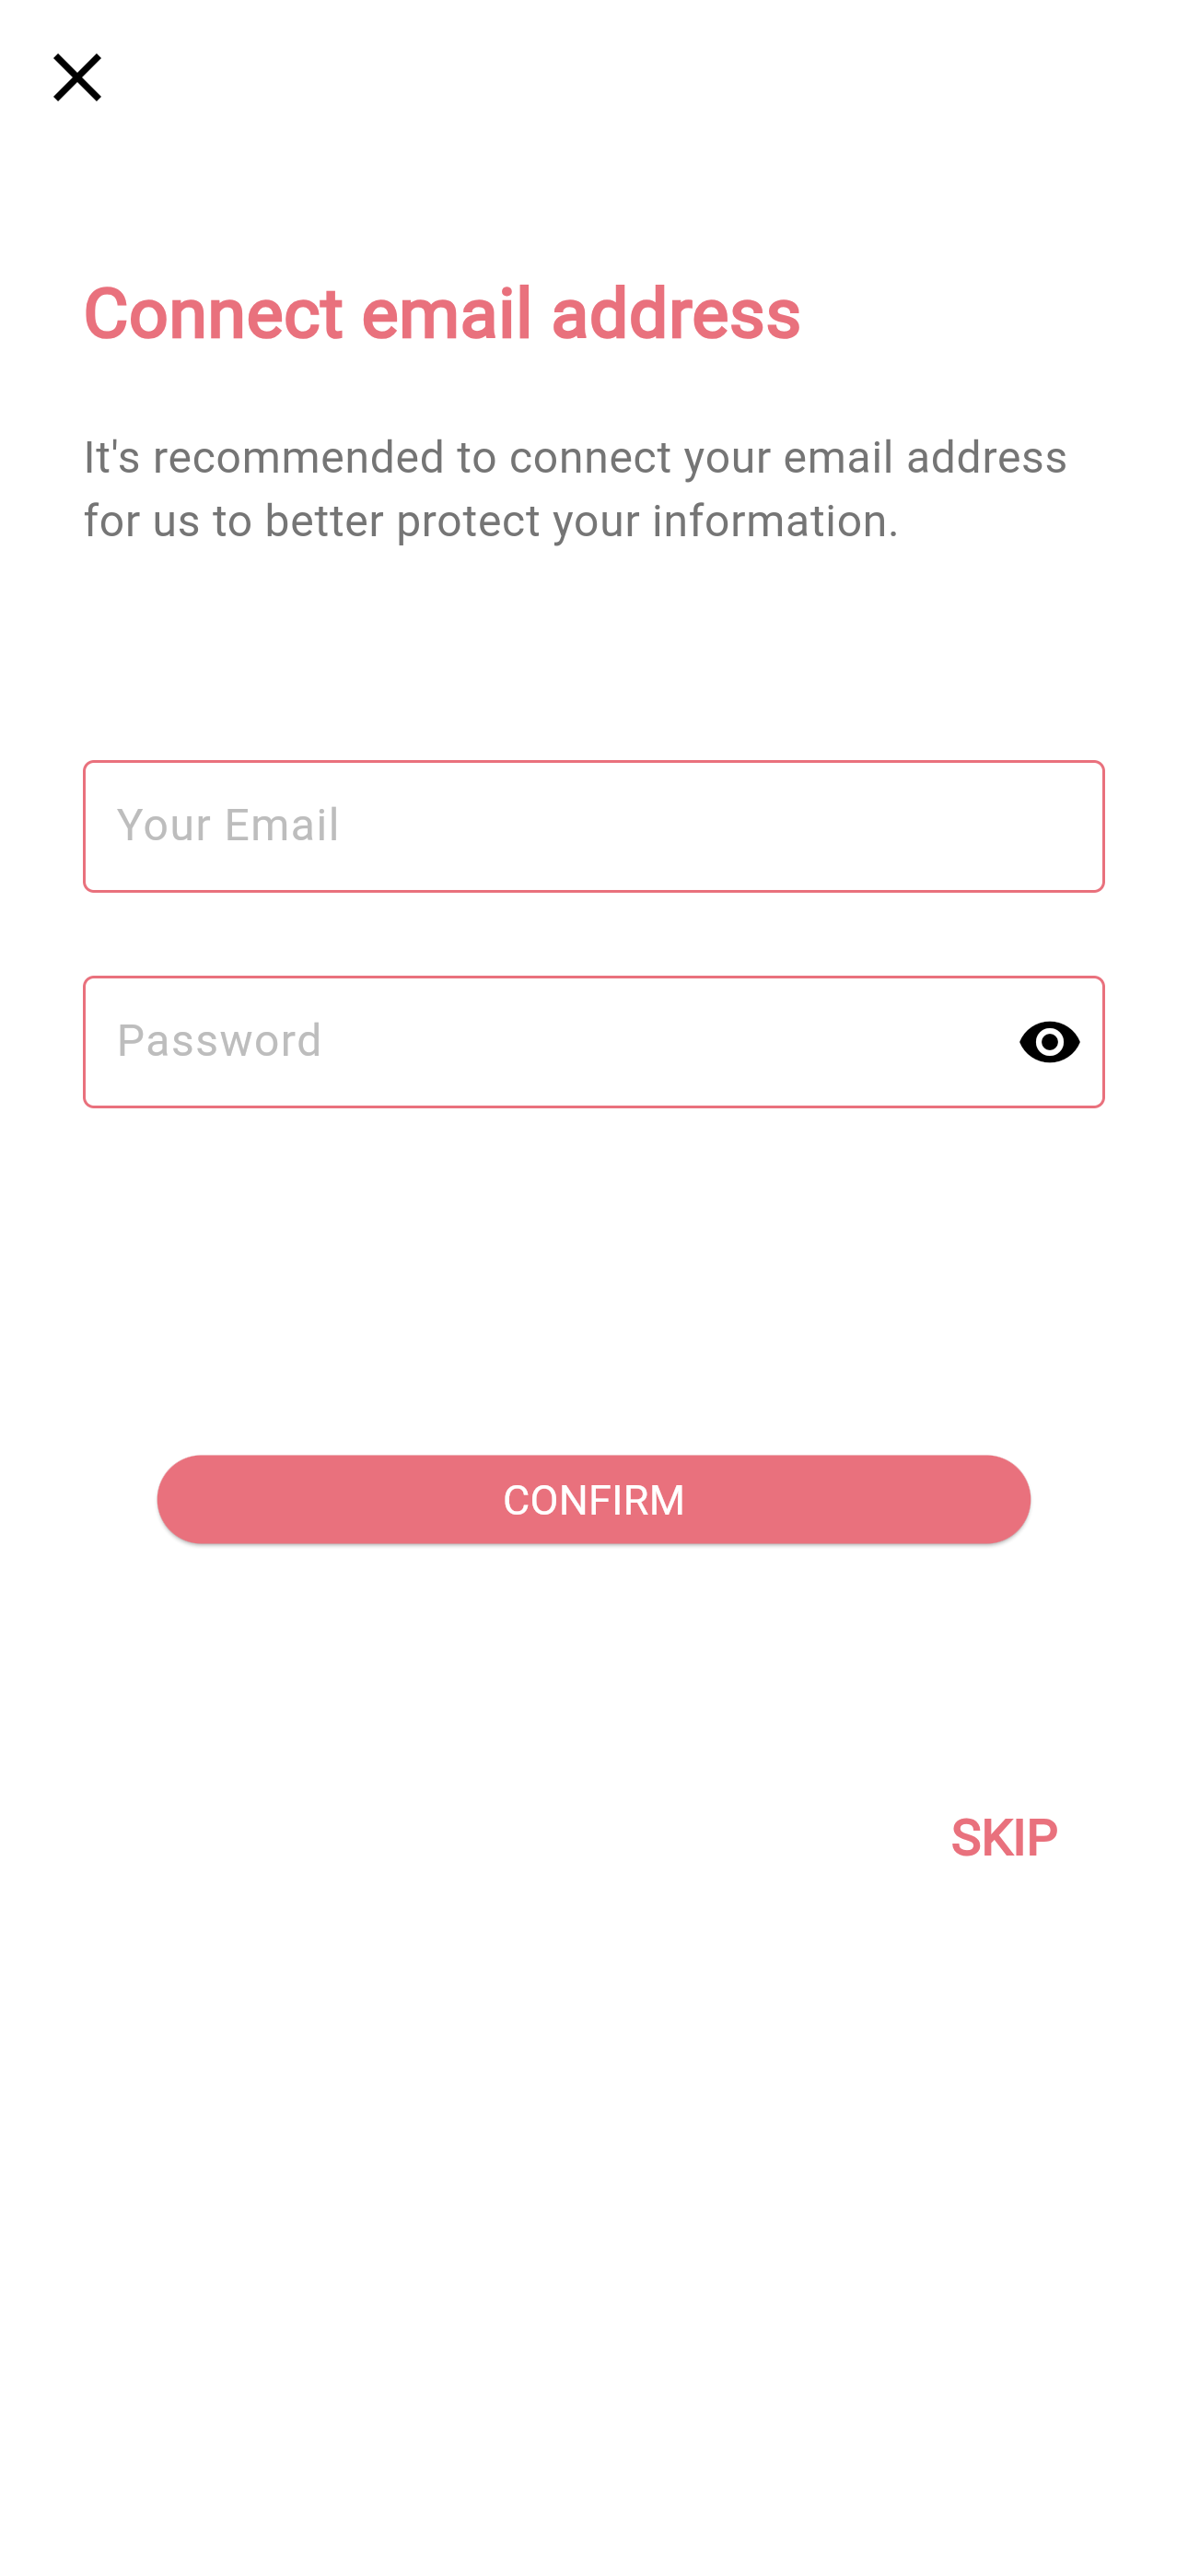 Connect email address
It's recommended to connect your email address
for us to better protect your information.
Your Email
Password
CONFIRM
SKIP